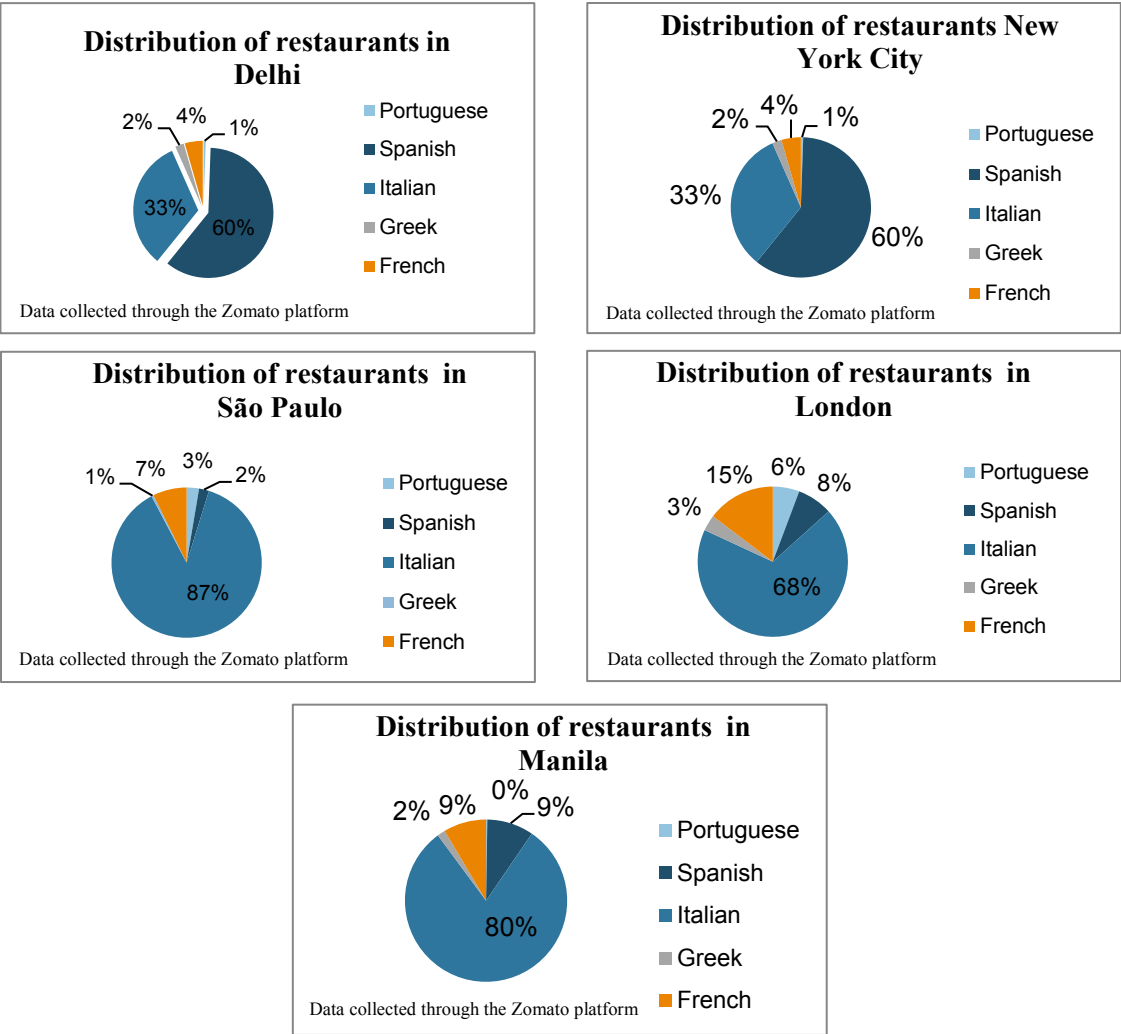 Distribution of restaurants in
Delhi
2%
4%
1%
33%
60%
Portuguese
Spanish
Italian
Greek
French
Data collected through the Zomato platform
Distribution of restaurants New
York City
2%
4%
1%
33%
60%
Portuguese
Spanish
Italian
Greek
French
Data collected through the Zomato platform
Distribution of restaurants in
São Paulo
1%
7%
3%
2%
87%
Portuguese
Spanish
Italian
Greek
French
Data collected through the Zomato platform
Distribution of restaurants in
London
3%
15%
6%
8%
68%
Portuguese
Spanish
Italian
Greek
French
Data collected through the Zomato platform
Distribution of restaurants in
Manila
2%
9%
0%
9%
80%
Portuguese
Spanish
Italian
Greek
French
Data collected through the Zomato platform